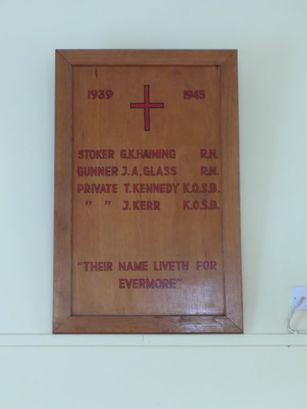 1939 1945
STOKER G.K.HAINING R.N.
GUNNER J.A.GLASS R.N.
PRIVATE T.KENNEDY K.O.S.B.
" " J.KERR K.O.S.B.
"THEIR NAME LIVETH FOR
EVERMORE"